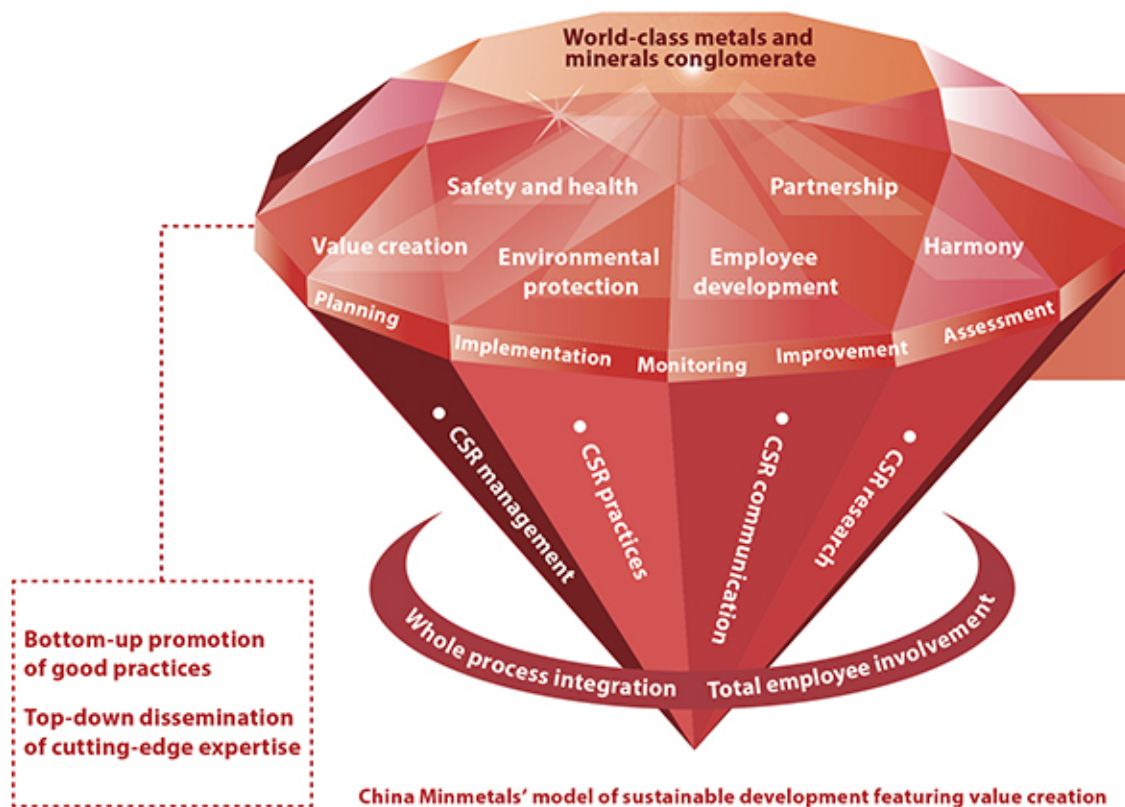 World-class metals and
minerals conglomerate
Safety and health
Partnership
Value creation
Environmental
protection
Employee
development
Harmony
Planning
Implementation
Monitoring
Improvement
Assessment
CSR management
CSR practices
CSR communication
CSR research
Whole process integration
Total employee involvement
Bottom-up promotion
of good practices
Top-down dissemination
of cutting-edge expertise
China Minmetals’ model of sustainable development featuring value creation